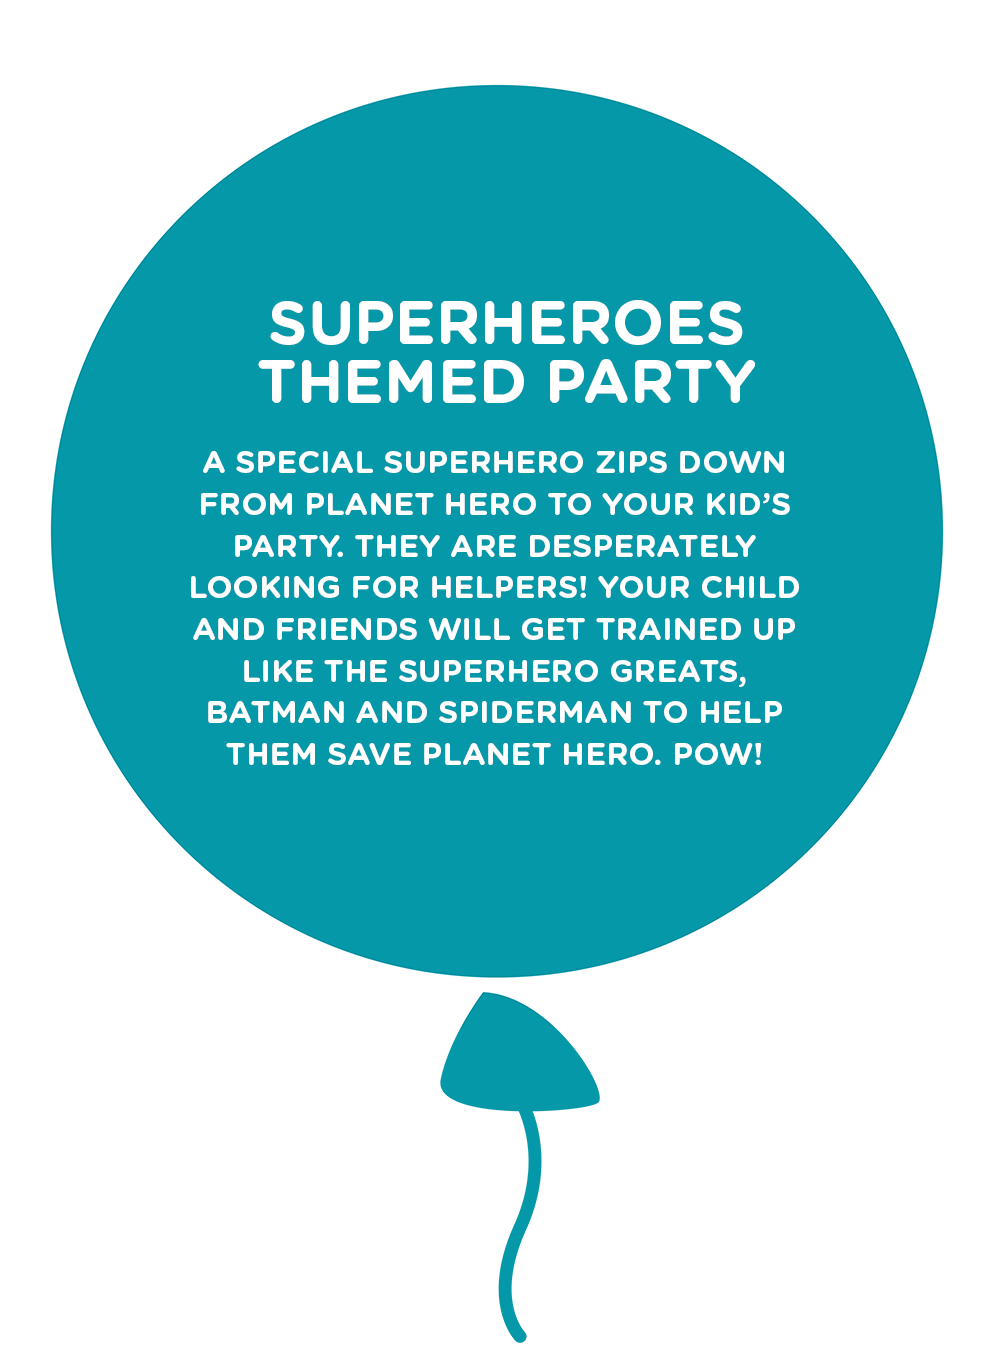 SUPERHEROES
THEMED PARTY
A SPECIAL SUPERHERO ZIPS DOWN
FROM PLANET HERO TO YOUR KID’S
PARTY. THEY ARE DESPERATELY
LOOKING FOR HELPERS! YOUR CHILD
AND FRIENDS WILL GET TRAINED UP
LIKE THE SUPERHERO GREATS,
BATMAN AND SPIDERMAN TO HELP
THEM SAVE PLANET HERO. POW!